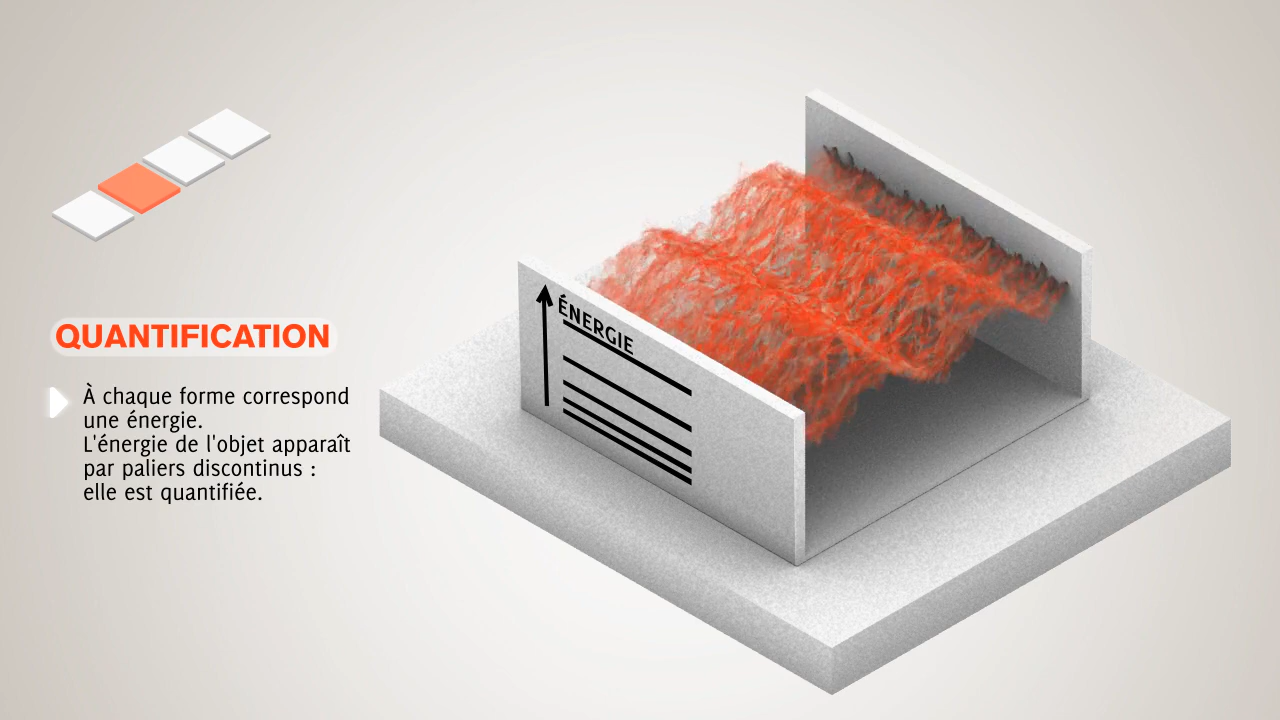 QUANTIFICATION
À chaque forme correspond
une énergie.
L'énergie de l'objet apparaît
par paliers discontinus :
elle est quantifiée.
ÉNERGIE